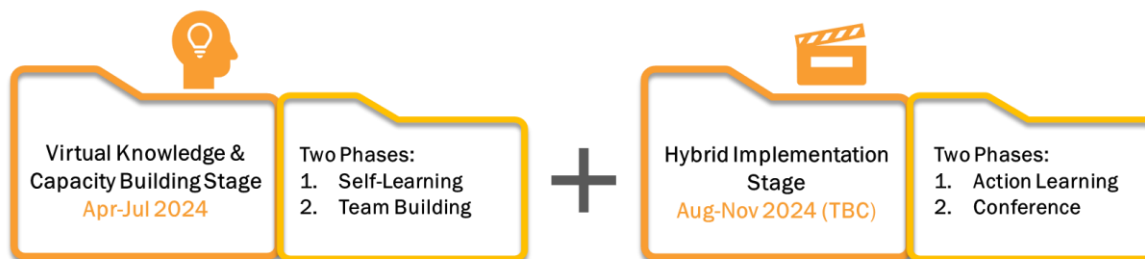 Virtual Knowledge &
Capacity Building Stage
Apr-Jul 2024
Two Phases:
1. Self-Learning
2. Team Building
+
Hybrid Implementation
Stage
Aug-Nov 2024 (TBC)
Two Phases:
1. Action Learning
2. Conference